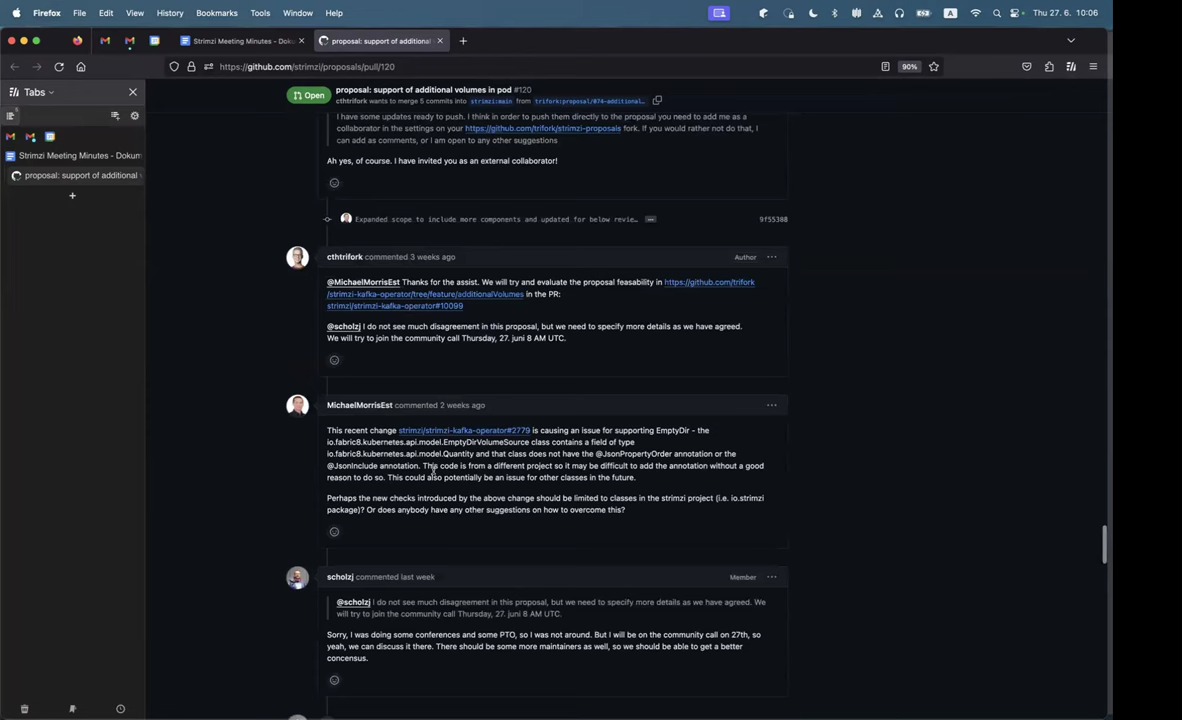 Firefox File Edit View History Bookmarks Tools Window Help
A
Thu 27. 6. 10:06
Strimzi Meeting Minutes - Doku
proposal: support of additional
https://github.com/strimzi/proposals/pull/120
90%
Tabs
Strimzi Meeting Minutes - Dokum
proposal: support of additional
Open
proposal: support of additional volumes in pod #120
cthtrifork wants to merge 5 commits into strimzi:main from trifork:proposal/#74-additional…
I have some updates ready to push. I think in order to push them directly to the proposal you need to add me as a
collaborator in the settings on your https://github.com/trifork/strimzi-proposals fork. If you would rather not do that, I
can add as comments, or I am open to any other suggestions
Ah yes, of course. I have invited you as an external collaborator!
Expanded scope to include more components and updated for below revie…
9f55388
cthtrifork commented 3 weeks ago
Author
@MichaelMorrisEst Thanks for the assist. We will try and evaluate the proposal feasability in https://github.com/trifork
/strimzi-kafka-operator/tree/feature/additionalVolumes in the PR:
strimzi/strimzi-kafka-operator#10099
@scholzj I do not see much disagreement in this proposal, but we need to specify more details as we have agreed.
We will try to join the community call Thursday, 27. juni 8 AM UTC.
MichaelMorrisEst commented 2 weeks ago
This recent change strimzi/strimzi-kafka-operator#2779 is causing an issue for supporting EmptyDir - the
io.fabric8.kubernetes.api.model.EmptyDirVolumeSource class contains a field of type
io.fabric8.kubernetes.api.model.Quantity and that class does not have the @JsonPropertyOrder annotation or the
@JsonInclude annotation. This code is from a different project so it may be difficult to add the annotation without a good
reason to do so. This could also potentially be an issue for other classes in the future.
Perhaps the new checks introduced by the above change should be limited to classes in the strimzi project (i.e. io.strimzi
package)? Or does anybody have any other suggestions on how to overcome this?
scholzj commented last week
Member
@scholzj I do not see much disagreement in this proposal, but we need to specify more details as we have agreed. We
will try to join the community call Thursday, 27. juni 8 AM UTC.
Sorry, I was doing some conferences and some PTO, so I was not around. But I will be on the community call on 27th, so
yeah, we can discuss it there. There should be some more maintainers as well, so we should be able to get a better
concensus.